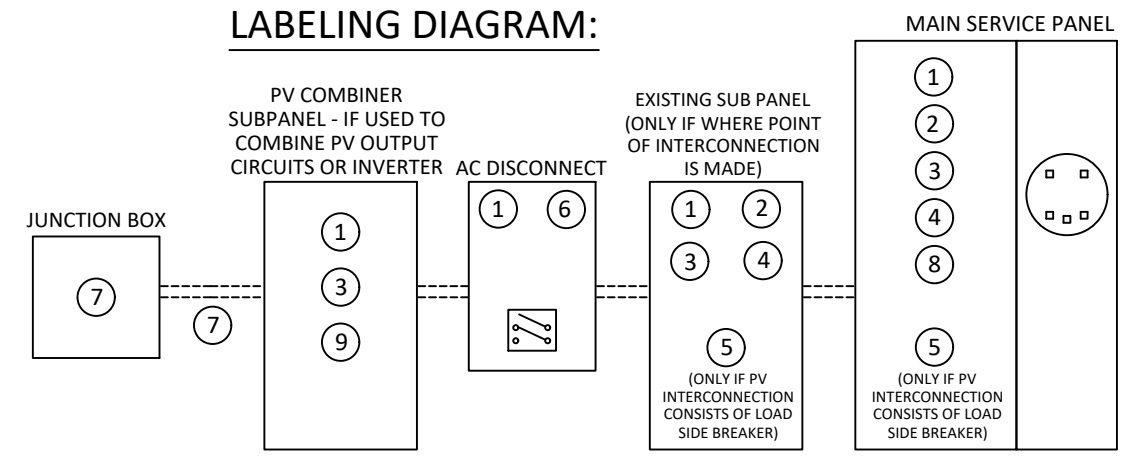 LABELING DIAGRAM:
MAIN SERVICE PANEL
PV COMBINER
SUBPANEL - IF USED TO
COMBINE PV OUTPUT
CIRCUITS OR INVERTER
AC DISCONNECT
EXISTING SUB PANEL
(ONLY IF WHERE POINT
OF INTERCONNECTION
IS MADE)
JUNCTION BOX
7
7
1
3
9
1 6
1 2
3 4
5
(ONLY IF PV
INTERCONNECTION
CONSISTS OF LOAD
SIDE BREAKER)
1
2
3
4
8
5
(ONLY IF PV
INTERCONNECTION
CONSISTS OF LOAD
SIDE BREAKER)